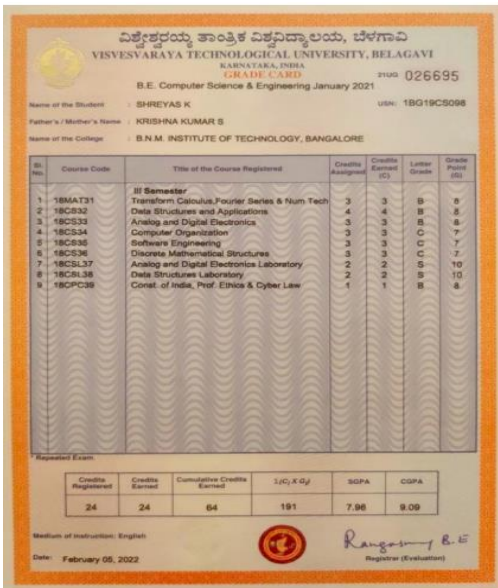 ವಿಶ್ವೇಶ್ವರಯ್ಯ ತಾಂತ್ರಿಕ ವಿಶ್ವವಿದ್ಯಾಲಯ, ಬೆಳಗಾವಿ
VISVESVARAYA TECHNOLOGICAL UNIVERSITY, BELAGAVI
KARNATAKA, INDIA
GRADE CARD
21UG 026695
B.E. Computer Science & Engineering January 2021
Name of the Student : SHREYAS K USN: 1BG19CS098
Father's / Mother's Name : KRISHNA KUMAR S
Name of the College : B.N.M. INSTITUTE OF TECHNOLOGY, BANGALORE
Sl. No. Course Code Title of the Course Registered Credits Assigned Credits Earned (C) Letter Grade Grade Point (G)
III Semester
1 18MAT31 Transform Calculus,Fourier Series & Num Tech 3 3 B 8
2 18CS32 Data Structures and Applications 4 4 B 8
3 18CS33 Analog and Digital Electronics 3 3 B 8
4 18CS34 Computer Organization 3 3 C 7
5 18CS35 Software Engineering 3 3 C 7
6 18CS36 Discrete Mathematical Structures 3 3 C 7
7 18CSL37 Analog and Digital Electronics Laboratory 2 2 S 10
8 18CSL38 Data Structures Laboratory 2 2 S 10
9 18CPC39 Const. of India, Prof. Ethics & Cyber Law 1 1 B 8
* Repeated Exam.
Credits Registered Credits Earned Cumulative Credits Earned Σ(Ci X Gi) SGPA CGPA
24 24 64 191 7.96 9.09
Medium of Instruction: English
Rangaswamy B.E
Date: February 05, 2022 Registrar (Evaluation)